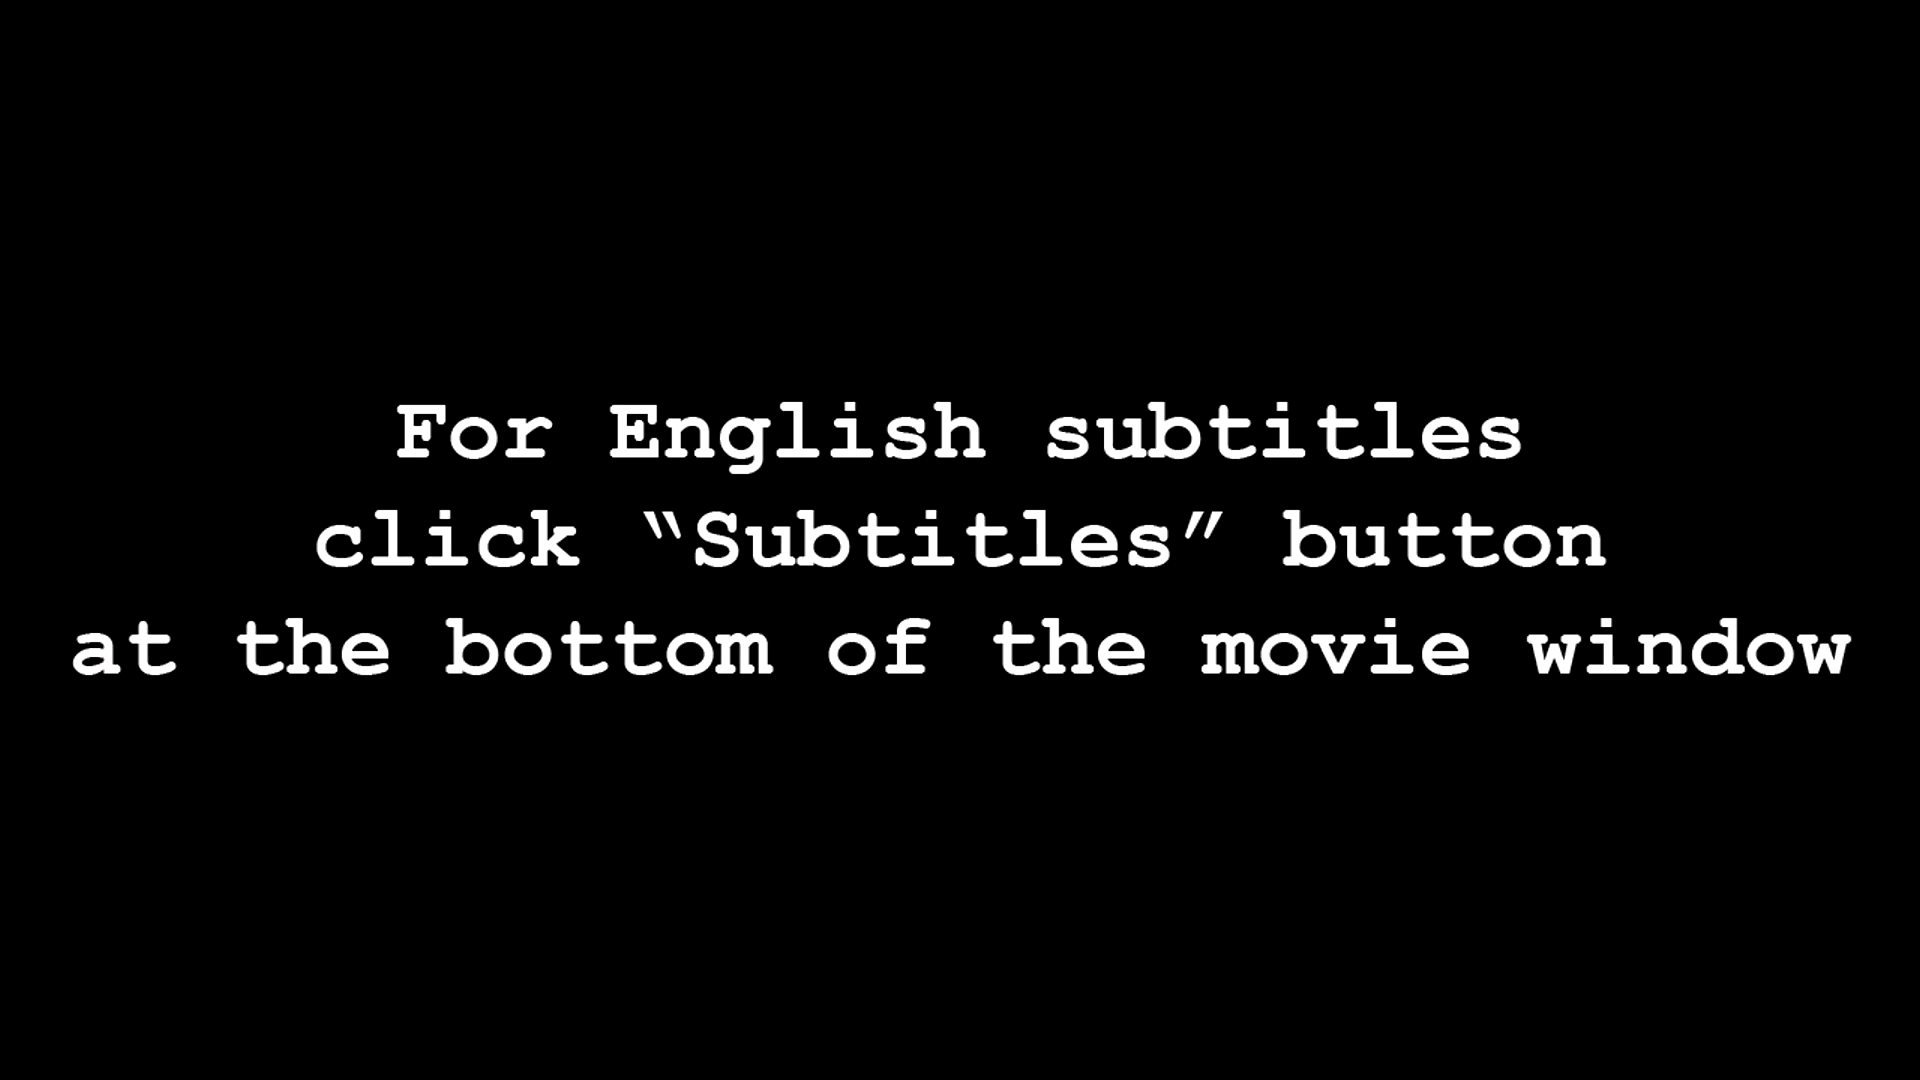 For English subtitles
click “Subtitles” button
at the bottom of the movie window